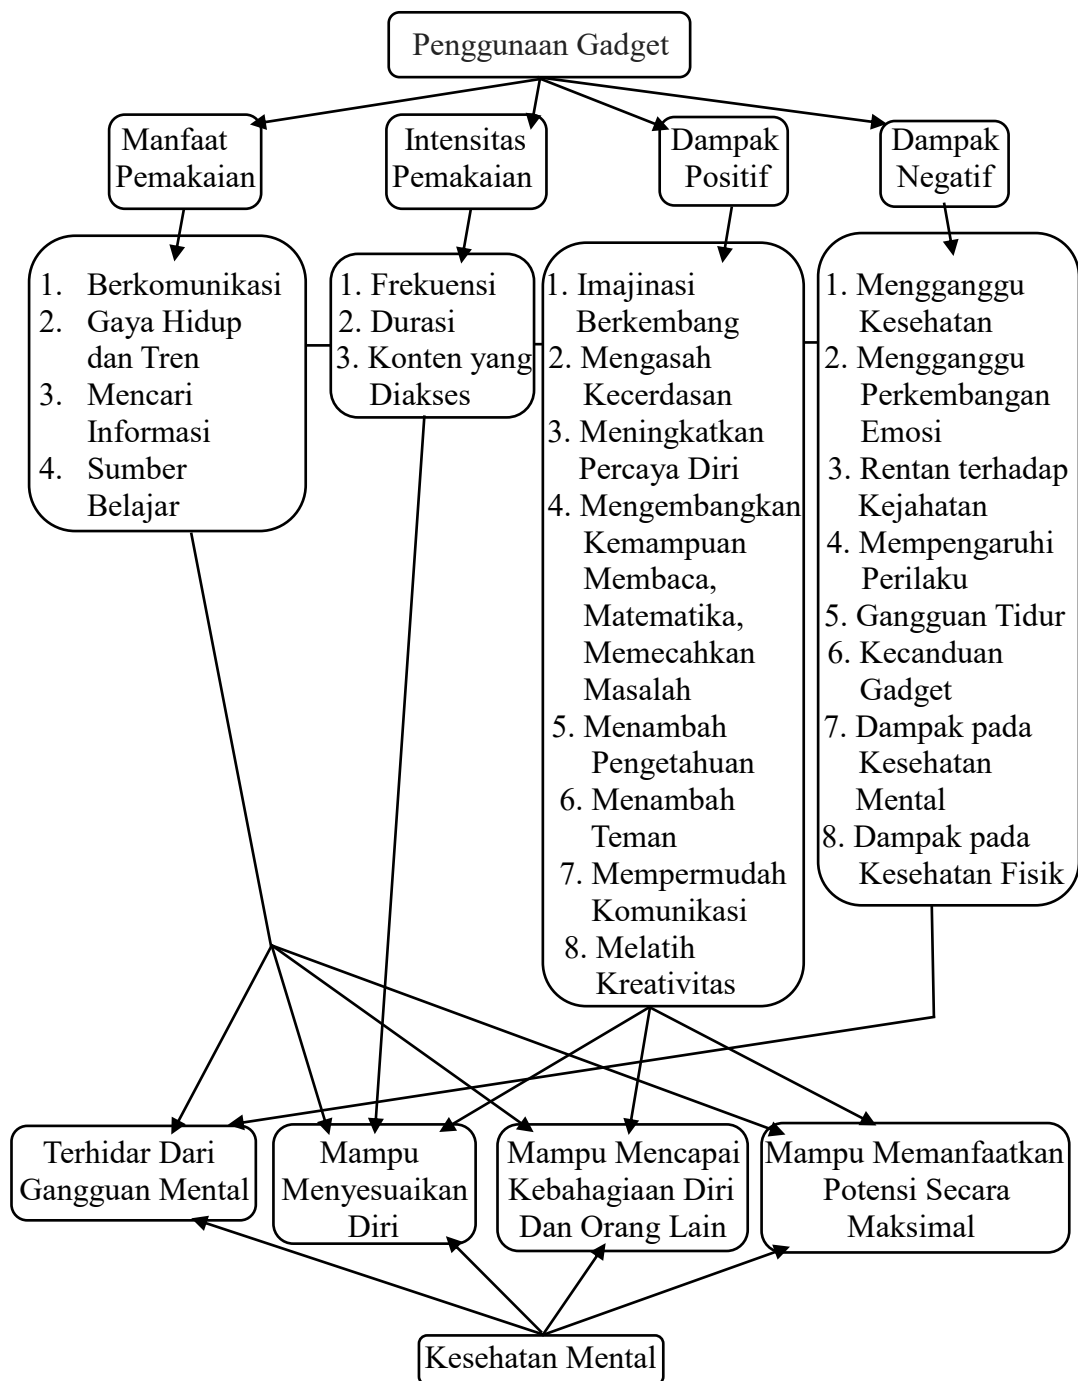 Penggunaan Gadget
Manfaat
Pemakaian
Intensitas
Pemakaian
Dampak
Positif
Dampak
Negatif
1. Berkomunikasi
2. Gaya Hidup
dan Tren
3. Mencari
Informasi
4. Sumber
Belajar
1. Frekuensi
2. Durasi
3. Konten yang
Diakses
1. Imajinasi
Berkembang
2. Mengasah
Kecerdasan
3. Meningkatkan
Percaya Diri
4. Mengembangkan
Kemampuan
Membaca,
Matematika,
Memecahkan
Masalah
5. Menambah
Pengetahuan
6. Menambah
Teman
7. Mempermudah
Komunikasi
8. Melatih
Kreativitas
1. Mengganggu
Kesehatan
2. Mengganggu
Perkembangan
Emosi
3. Rentan terhadap
Kejahatan
4. Mempengaruhi
Perilaku
5. Gangguan Tidur
6. Kecanduan
Gadget
7. Dampak pada
Kesehatan
Mental
8. Dampak pada
Kesehatan Fisik
Terhidar Dari
Gangguan Mental
Mampu
Menyesuaikan
Diri
Mampu Mencapai
Kebahagiaan Diri
Dan Orang Lain
Mampu Memanfaatkan
Potensi Secara
Maksimal
Kesehatan Mental